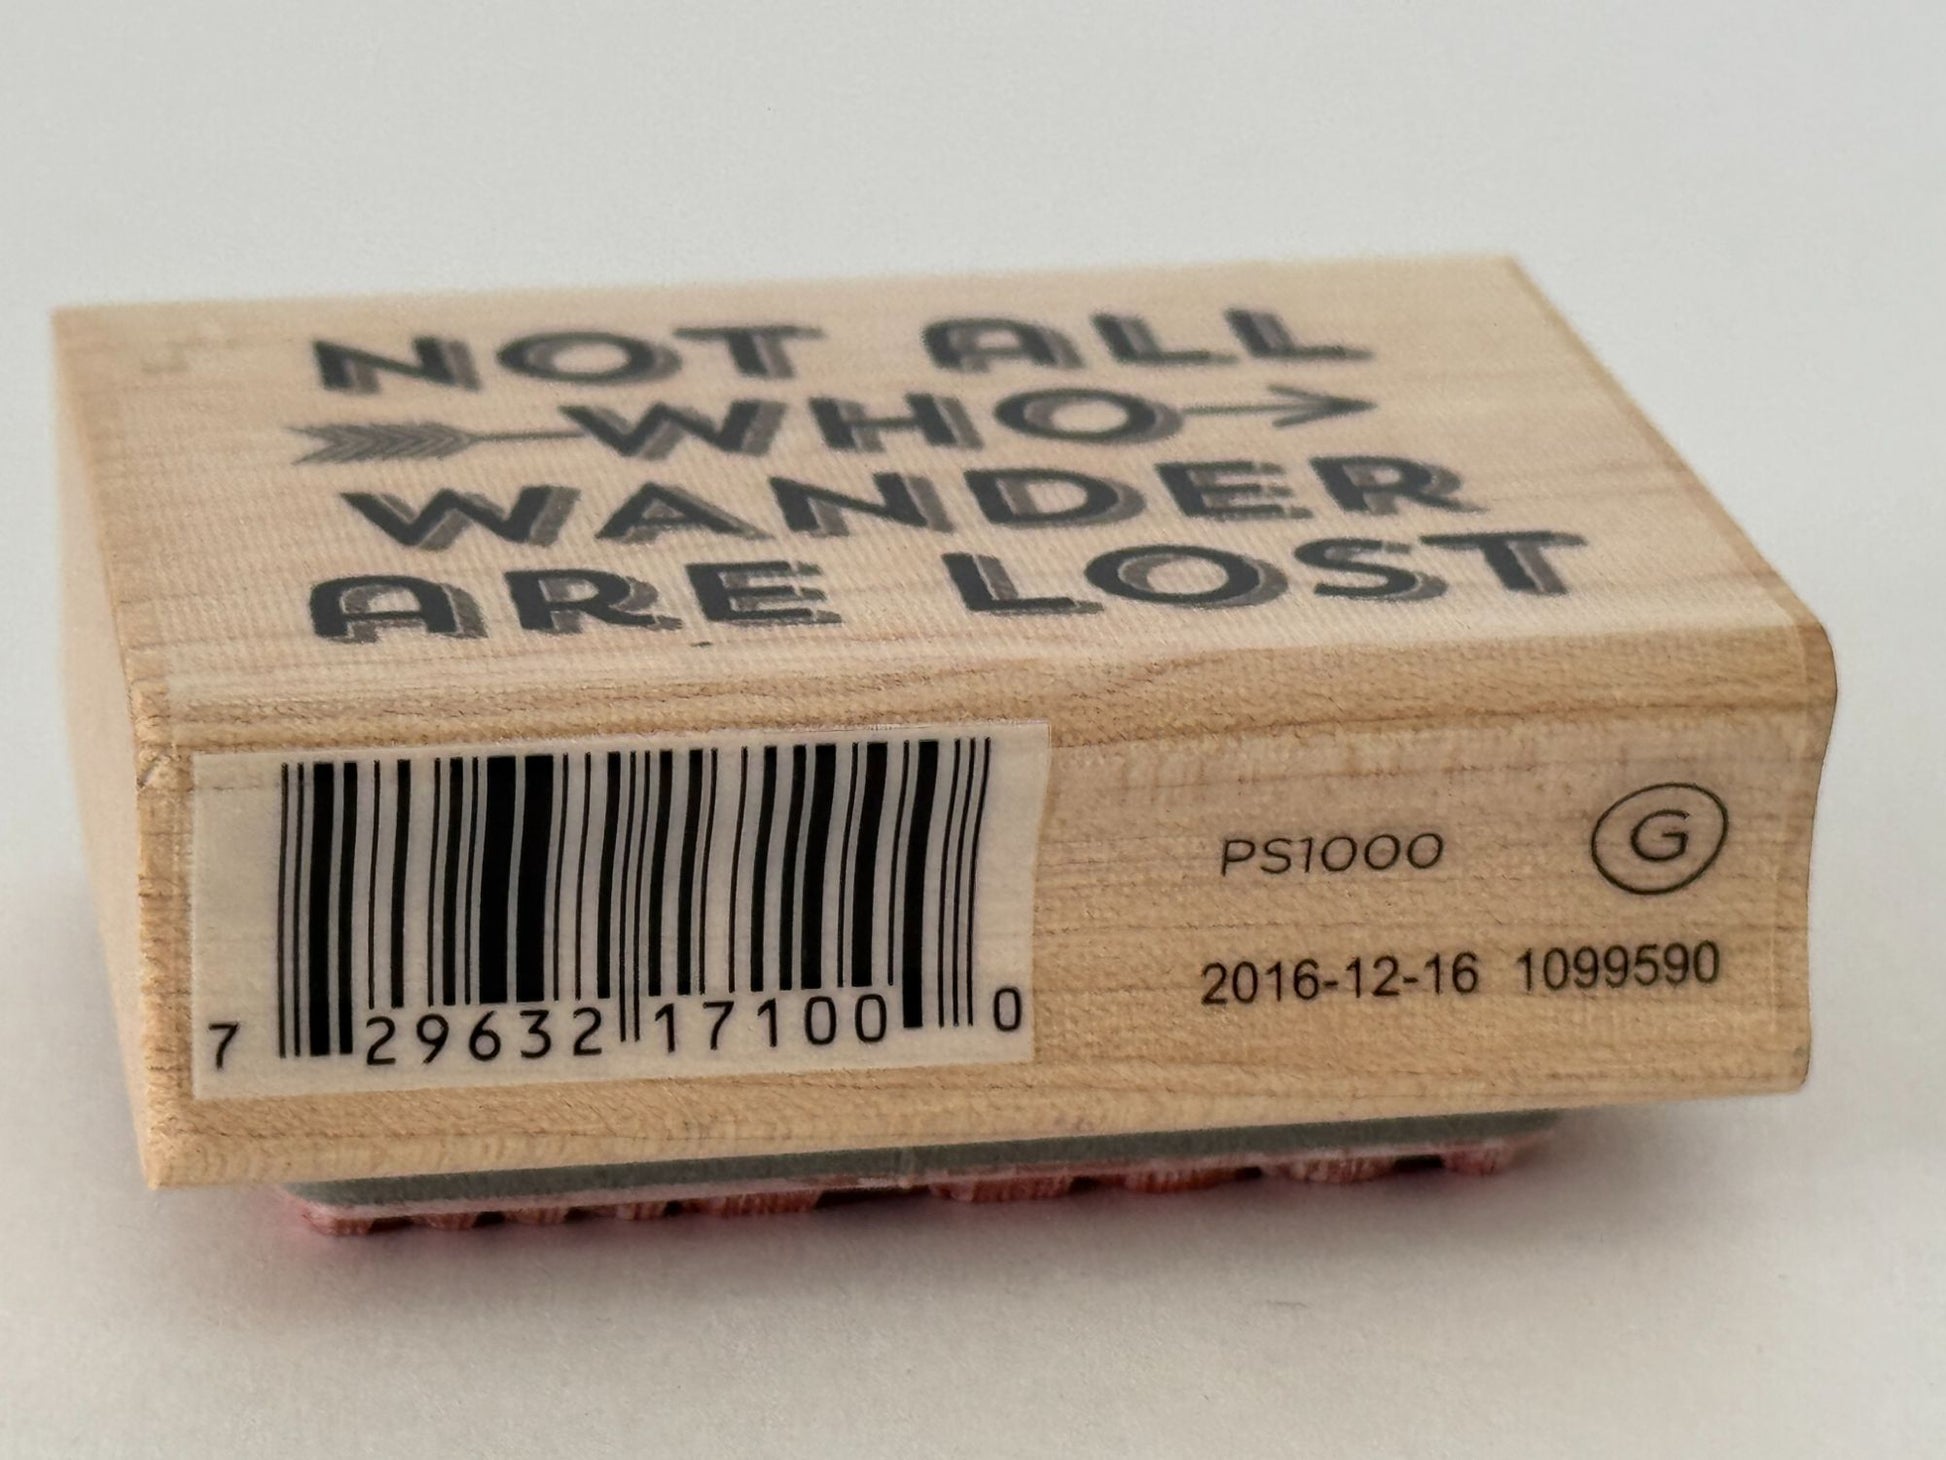 NOT ALL
WHO
WANDER
ARE LOST
PS1000 G
2016-12-16 1099590
7 29632 17100 0